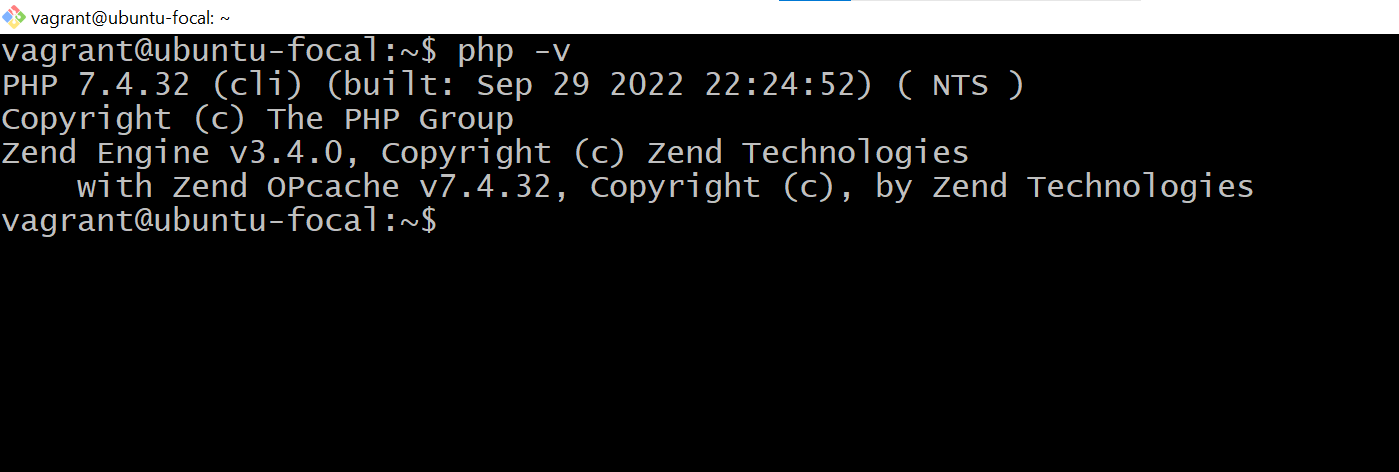 vagrant@ubuntu-focal: ~
vagrant@ubuntu-focal:~$ php -v
PHP 7.4.32 (cli) (built: Sep 29 2022 22:24:52) ( NTS )
Copyright (c) The PHP Group
Zend Engine v3.4.0, Copyright (c) Zend Technologies
    with Zend OPcache v7.4.32, Copyright (c), by Zend Technologies
vagrant@ubuntu-focal:~$